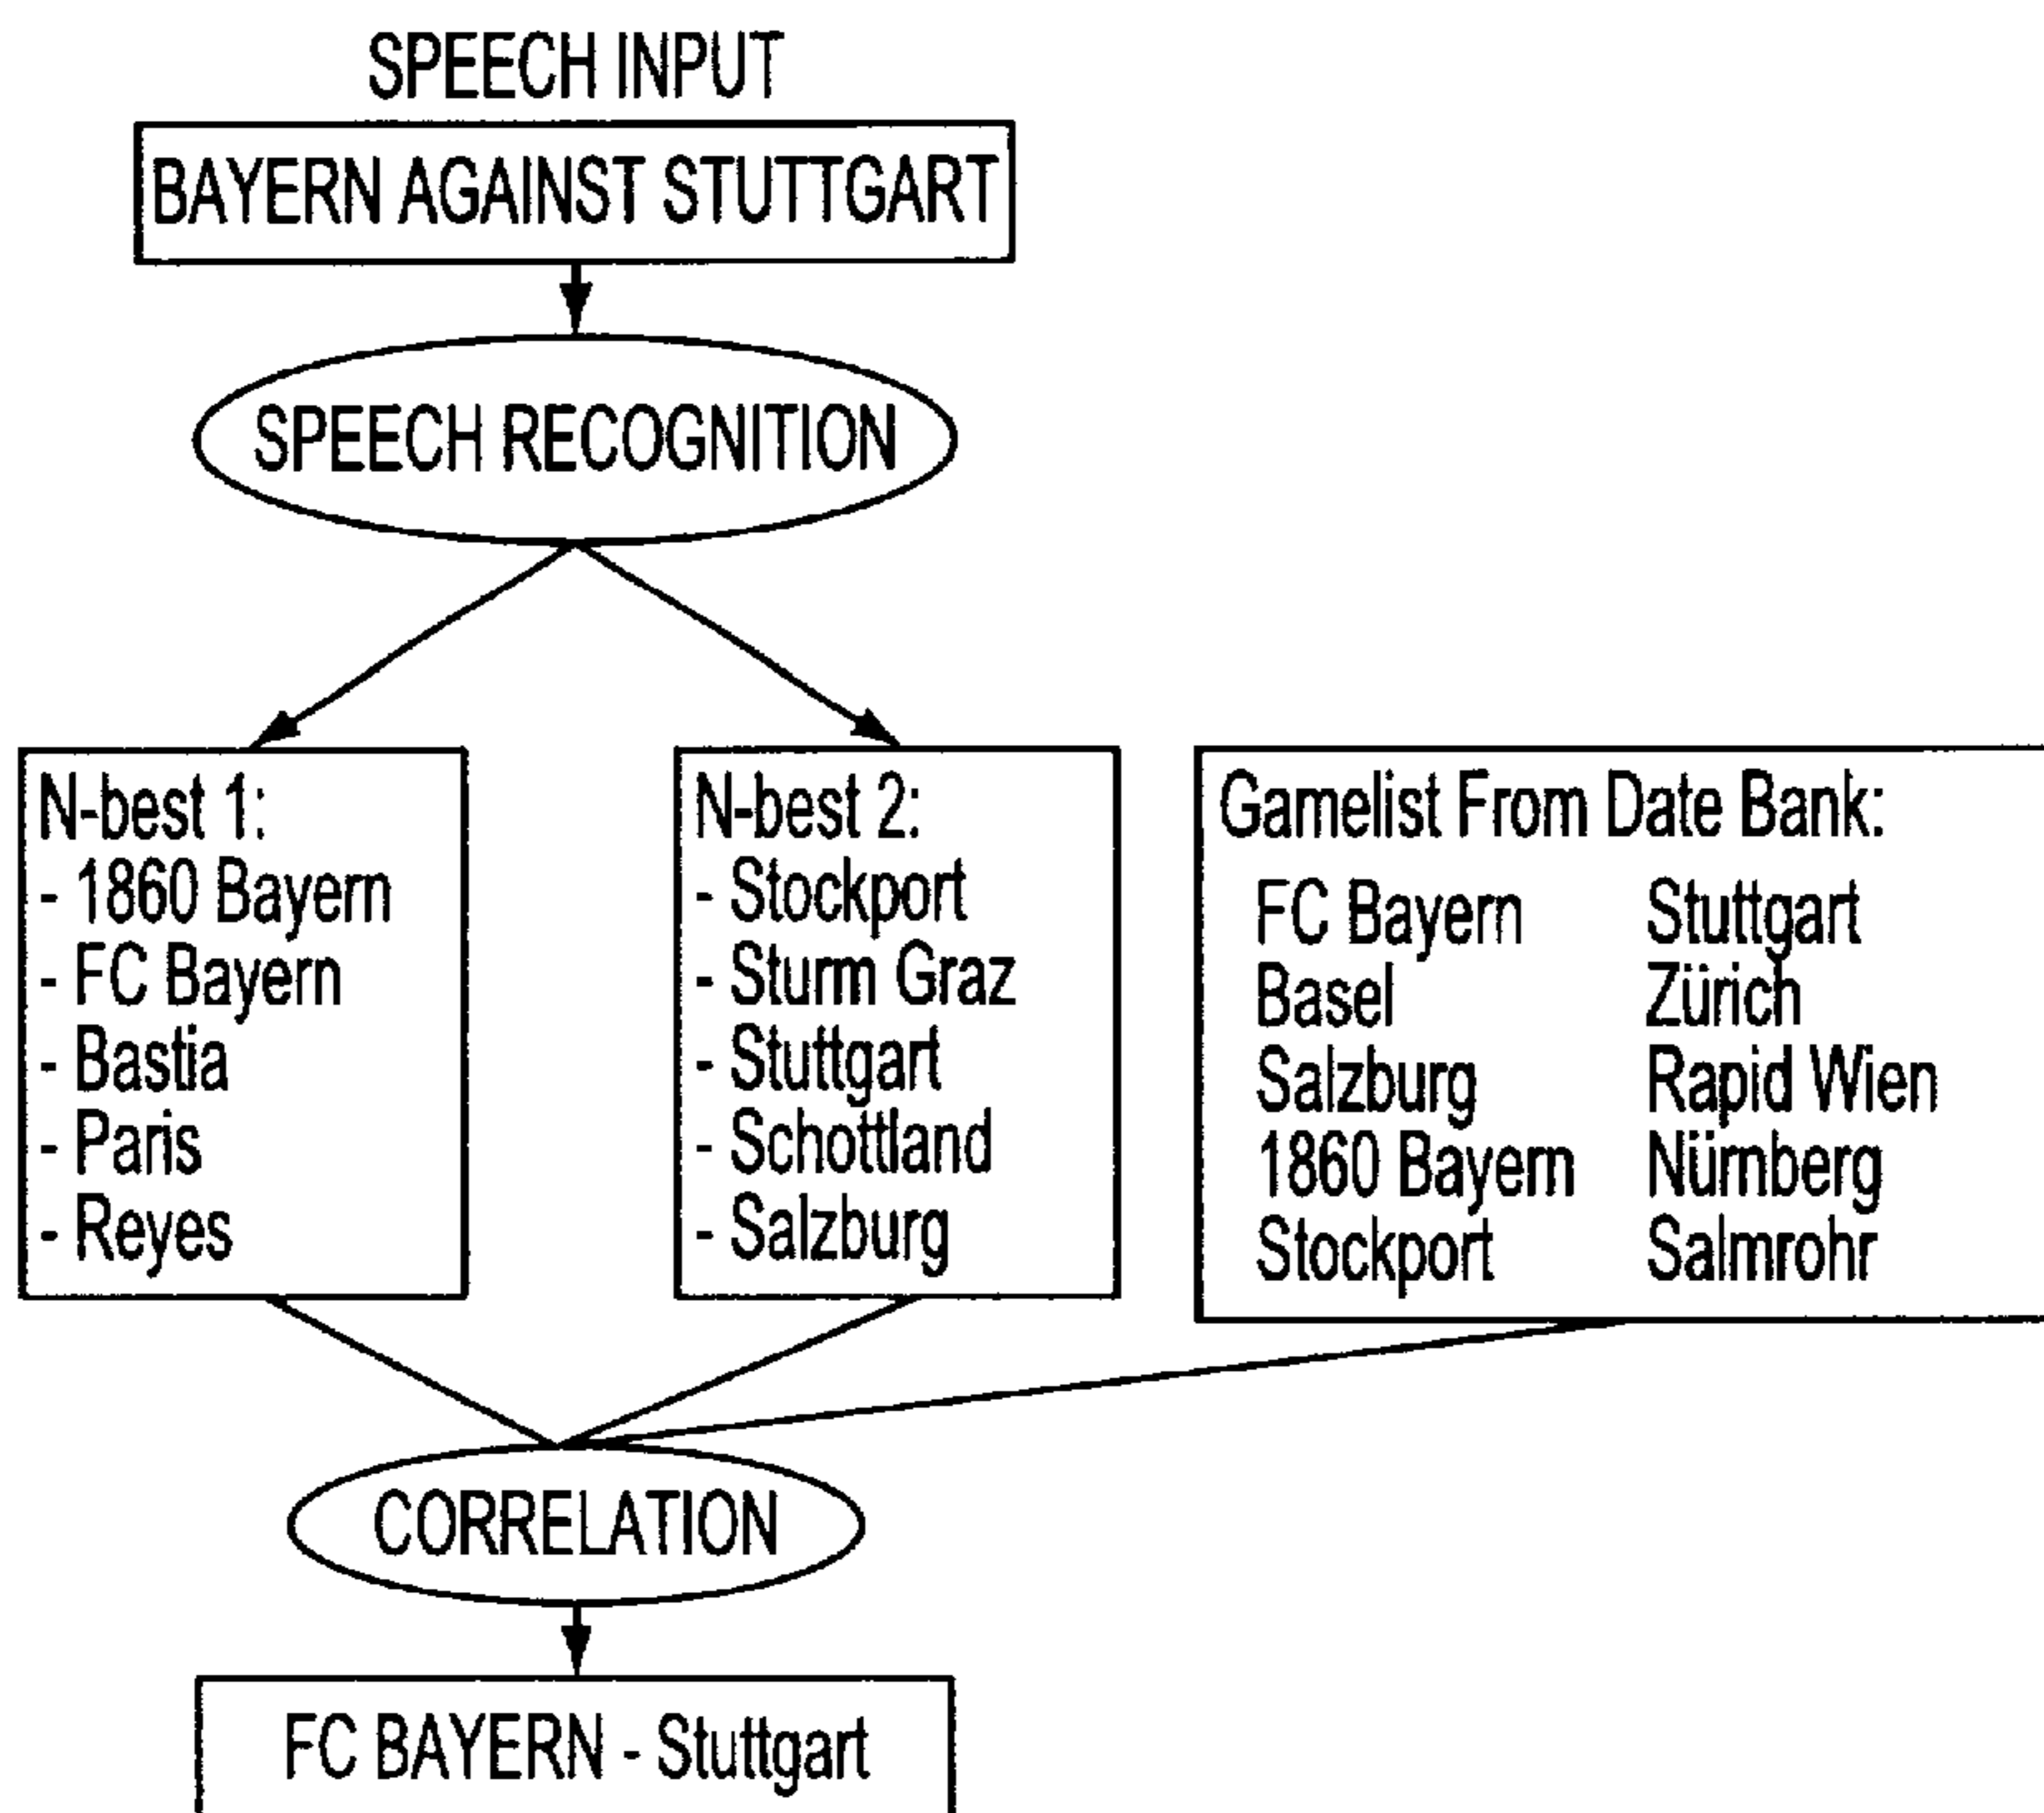 SPEECH INPUT
BAYERN AGAINST STUTTGART
SPEECH RECOGNITION
N-best 1:
- 1860 Bayern
- FC Bayern
- Bastia
- Paris
- Reyes
N-best 2:
- Stockport
- Sturm Graz
- Stuttgart
- Schottland
- Salzburg
Gamelist From Date Bank:
FC Bayern Stuttgart
Basel Zürich
Salzburg Rapid Wien
1860 Bayern Nürnberg
Stockport Salmrohr
CORRELATION
FC BAYERN - Stuttgart